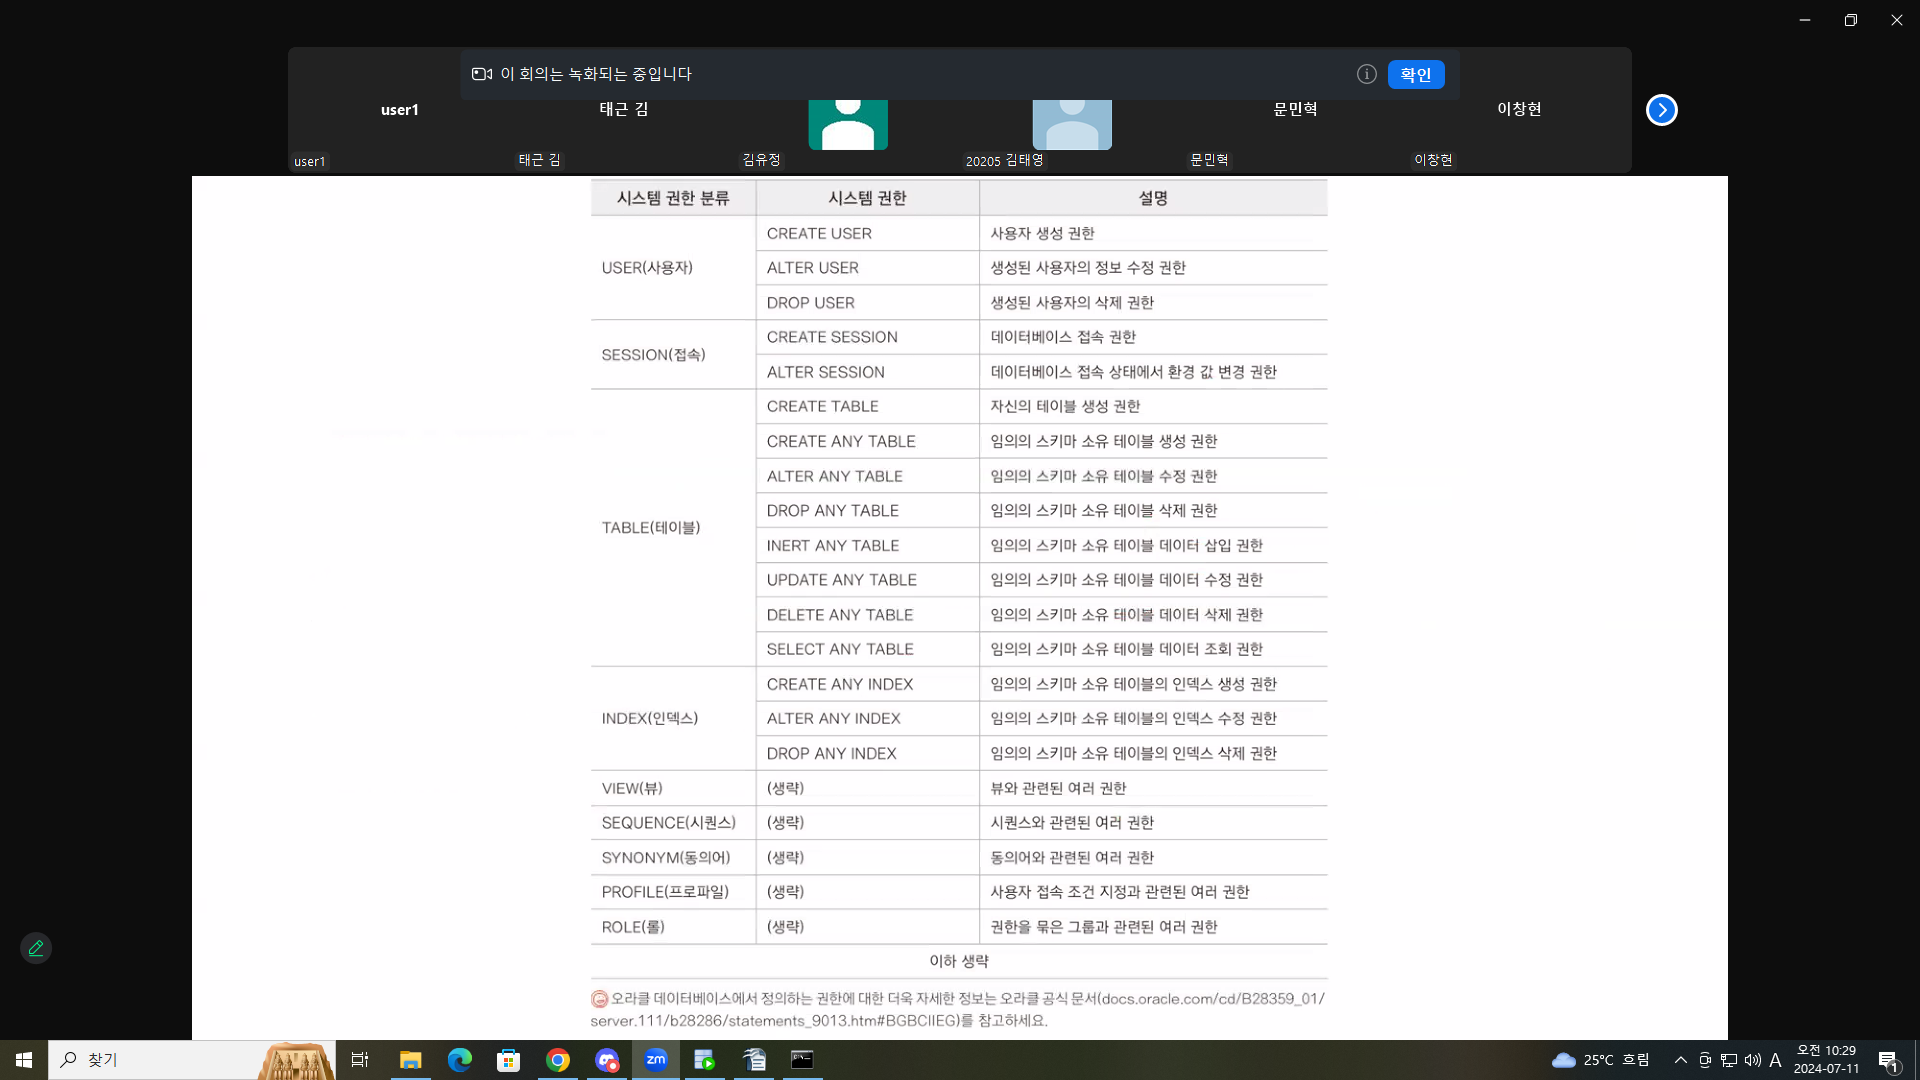 이 회의는 녹화되는 중입니다
확인
user1
태근 김
문민혁
이창현
user1
태근 김
김유정
20205 김태영
문민혁
이창현
시스템 권한 분류 시스템 권한 설명
USER(사용자)
CREATE USER 사용자 생성 권한
ALTER USER 생성된 사용자의 정보 수정 권한
DROP USER 생성된 사용자의 삭제 권한
SESSION(접속)
CREATE SESSION 데이터베이스 접속 권한
ALTER SESSION 데이터베이스 접속 상태에서 환경 값 변경 권한
TABLE(테이블)
CREATE TABLE 자신의 테이블 생성 권한
CREATE ANY TABLE 임의의 스키마 소유 테이블 생성 권한
ALTER ANY TABLE 임의의 스키마 소유 테이블 수정 권한
DROP ANY TABLE 임의의 스키마 소유 테이블 삭제 권한
INERT ANY TABLE 임의의 스키마 소유 테이블 데이터 삽입 권한
UPDATE ANY TABLE 임의의 스키마 소유 테이블 데이터 수정 권한
DELETE ANY TABLE 임의의 스키마 소유 테이블 데이터 삭제 권한
SELECT ANY TABLE 임의의 스키마 소유 테이블 데이터 조회 권한
INDEX(인덱스)
CREATE ANY INDEX 임의의 스키마 소유 테이블의 인덱스 생성 권한
ALTER ANY INDEX 임의의 스키마 소유 테이블의 인덱스 수정 권한
DROP ANY INDEX 임의의 스키마 소유 테이블의 인덱스 삭제 권한
VIEW(뷰) (생략) 뷰와 관련된 여러 권한
SEQUENCE(시퀀스) (생략) 시퀀스와 관련된 여러 권한
SYNONYM(동의어) (생략) 동의어와 관련된 여러 권한
PROFILE(프로파일) (생략) 사용자 접속 조건 지정과 관련된 여러 권한
ROLE(롤) (생략) 권한을 묶은 그룹과 관련된 여러 권한
이하 생략
오라클 데이터베이스에서 정의하는 권한에 대한 더욱 자세한 정보는 오라클 공식 문서(docs.oracle.com/cd/B28359_01/
server.111/b28286/statements_9013.htm#BGBCIIEG)를 참고하세요.
찾기
zm
25°C 흐림
A
오전 10:29
2024-07-11
1